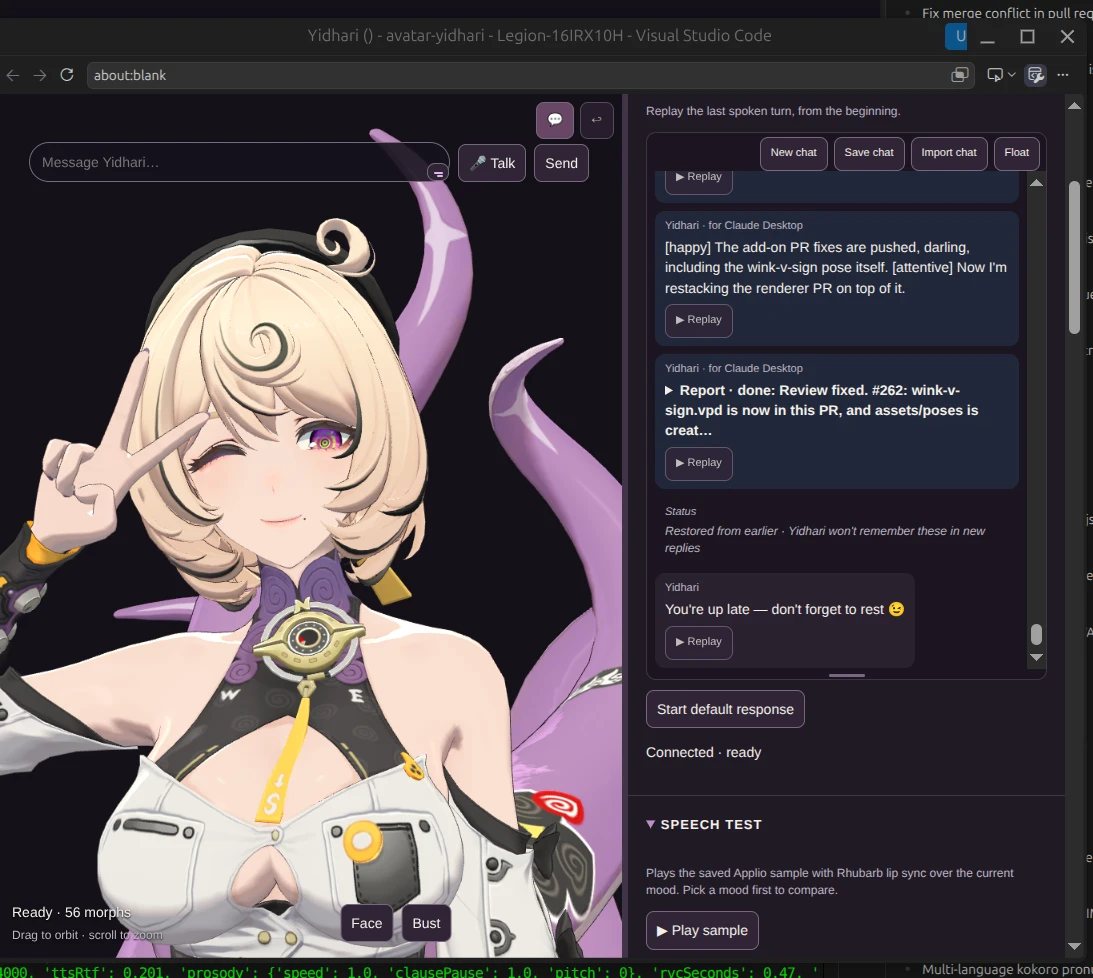 Fix merge conflict in pull req
Yidhari () - avatar-yidhari - Legion-16IRX10H - Visual Studio Code
U
about:blank
Message Yidhari…
🎤 Talk
Send
Replay the last spoken turn, from the beginning.
New chat
Save chat
Import chat
Float
▶ Replay
Yidhari · for Claude Desktop
[happy] The add-on PR fixes are pushed, darling,
including the wink-v-sign pose itself. [attentive] Now I'm
restacking the renderer PR on top of it.
▶ Replay
Yidhari · for Claude Desktop
▶ Report · done: Review fixed. #262: wink-v-
sign.vpd is now in this PR, and assets/poses is
creat…
▶ Replay
Status
Restored from earlier · Yidhari won't remember these in new
replies
Yidhari
You're up late — don't forget to rest 😉
▶ Replay
Start default response
Connected · ready
▼ SPEECH TEST
Plays the saved Applio sample with Rhubarb lip sync over the current
mood. Pick a mood first to compare.
▶ Play sample
W E
Ready · 56 morphs
Drag to orbit · scroll to zoom
Face
Bust
4000, 'ttsRtf': 0.201, 'prosody': {'speed': 1.0, 'clausePause': 1.0, 'pitch': 0}, 'rvcSeconds': 0.47, '
Multi-language kokoro pronu